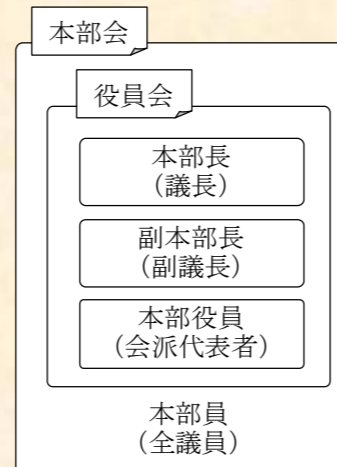 本部会
役員会
本部長
（議長）
副本部長
（副議長）
本部役員
（会派代表者）
本部員
（全議員）